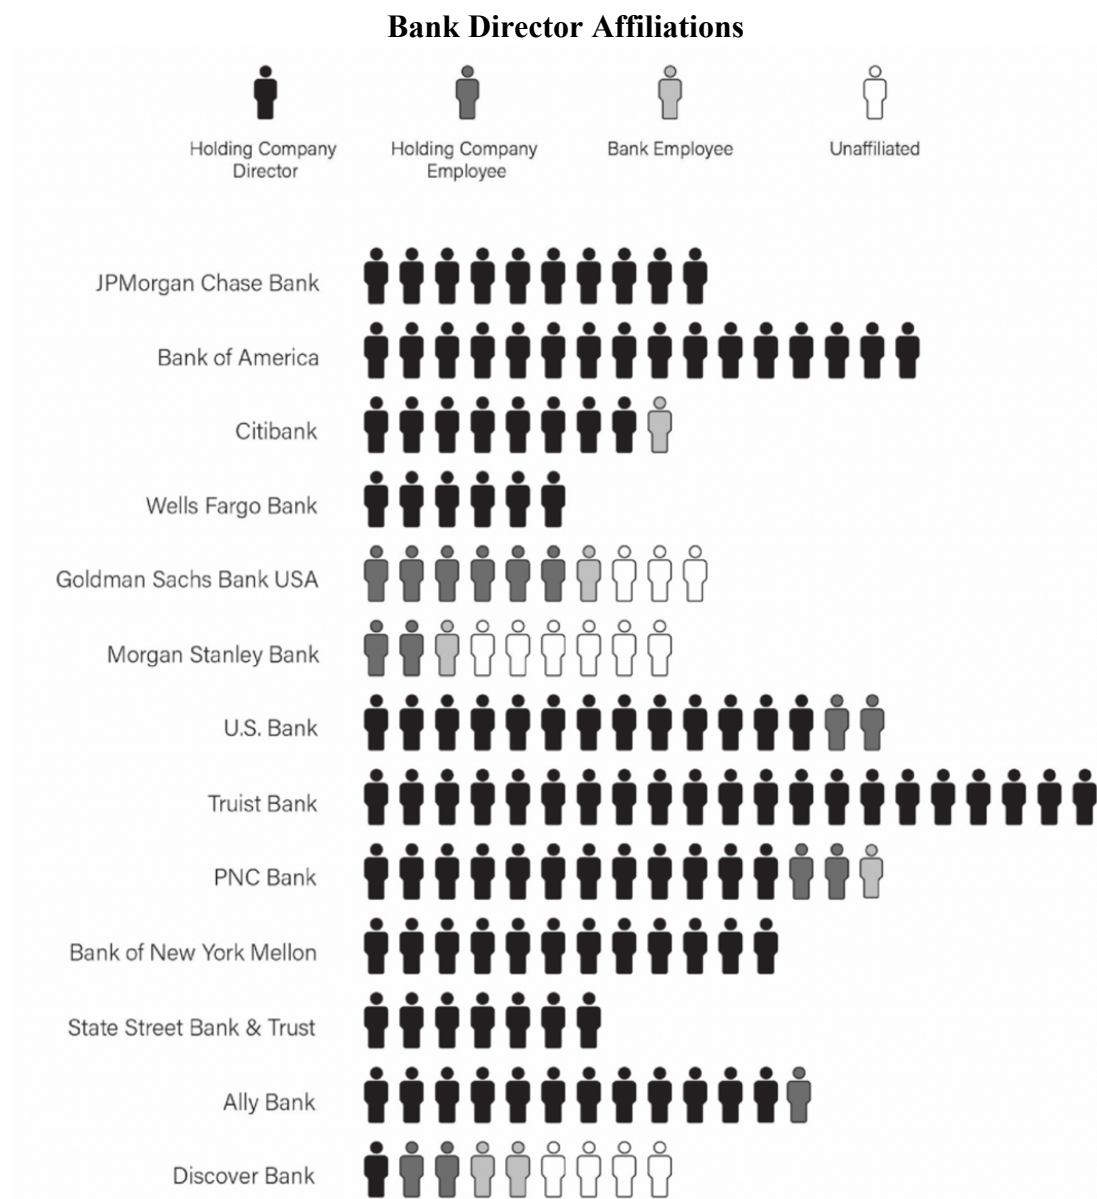 Bank Director Affiliations
Holding Company
Director
Holding Company
Employee
Bank Employee
Unaffiliated
JPMorgan Chase Bank
Bank of America
Citibank
Wells Fargo Bank
Goldman Sachs Bank USA
Morgan Stanley Bank
U.S. Bank
Truist Bank
PNC Bank
Bank of New York Mellon
State Street Bank & Trust
Ally Bank
Discover Bank